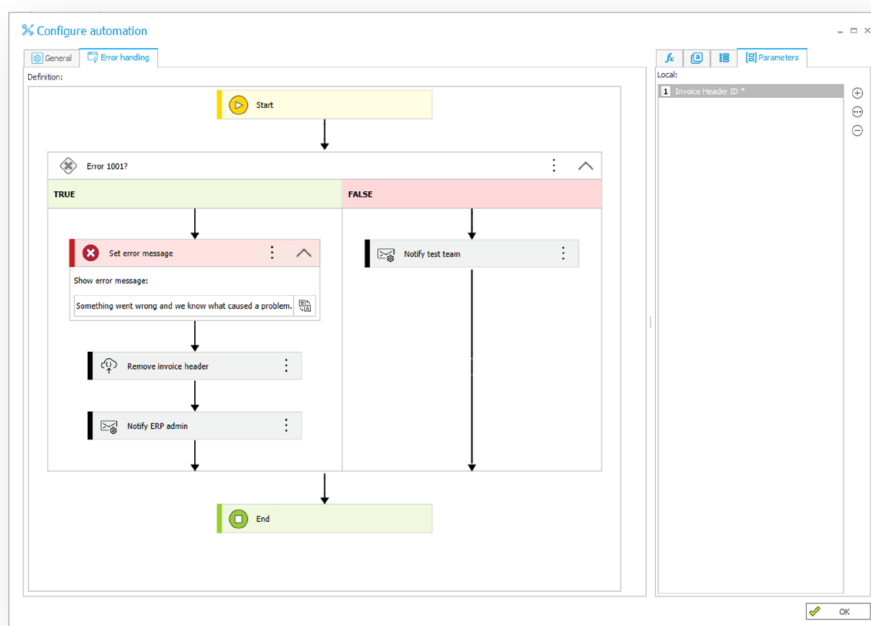 Configure automation
General
Error handling
fx
Parameters
Definition:
Local:
Start
1 Invoice Header ID *
Error 1001?
TRUE
FALSE
Set error message
Notify test team
Show error message:
Something went wrong and we know what caused a problem.
Remove invoice header
Notify ERP admin
End
OK